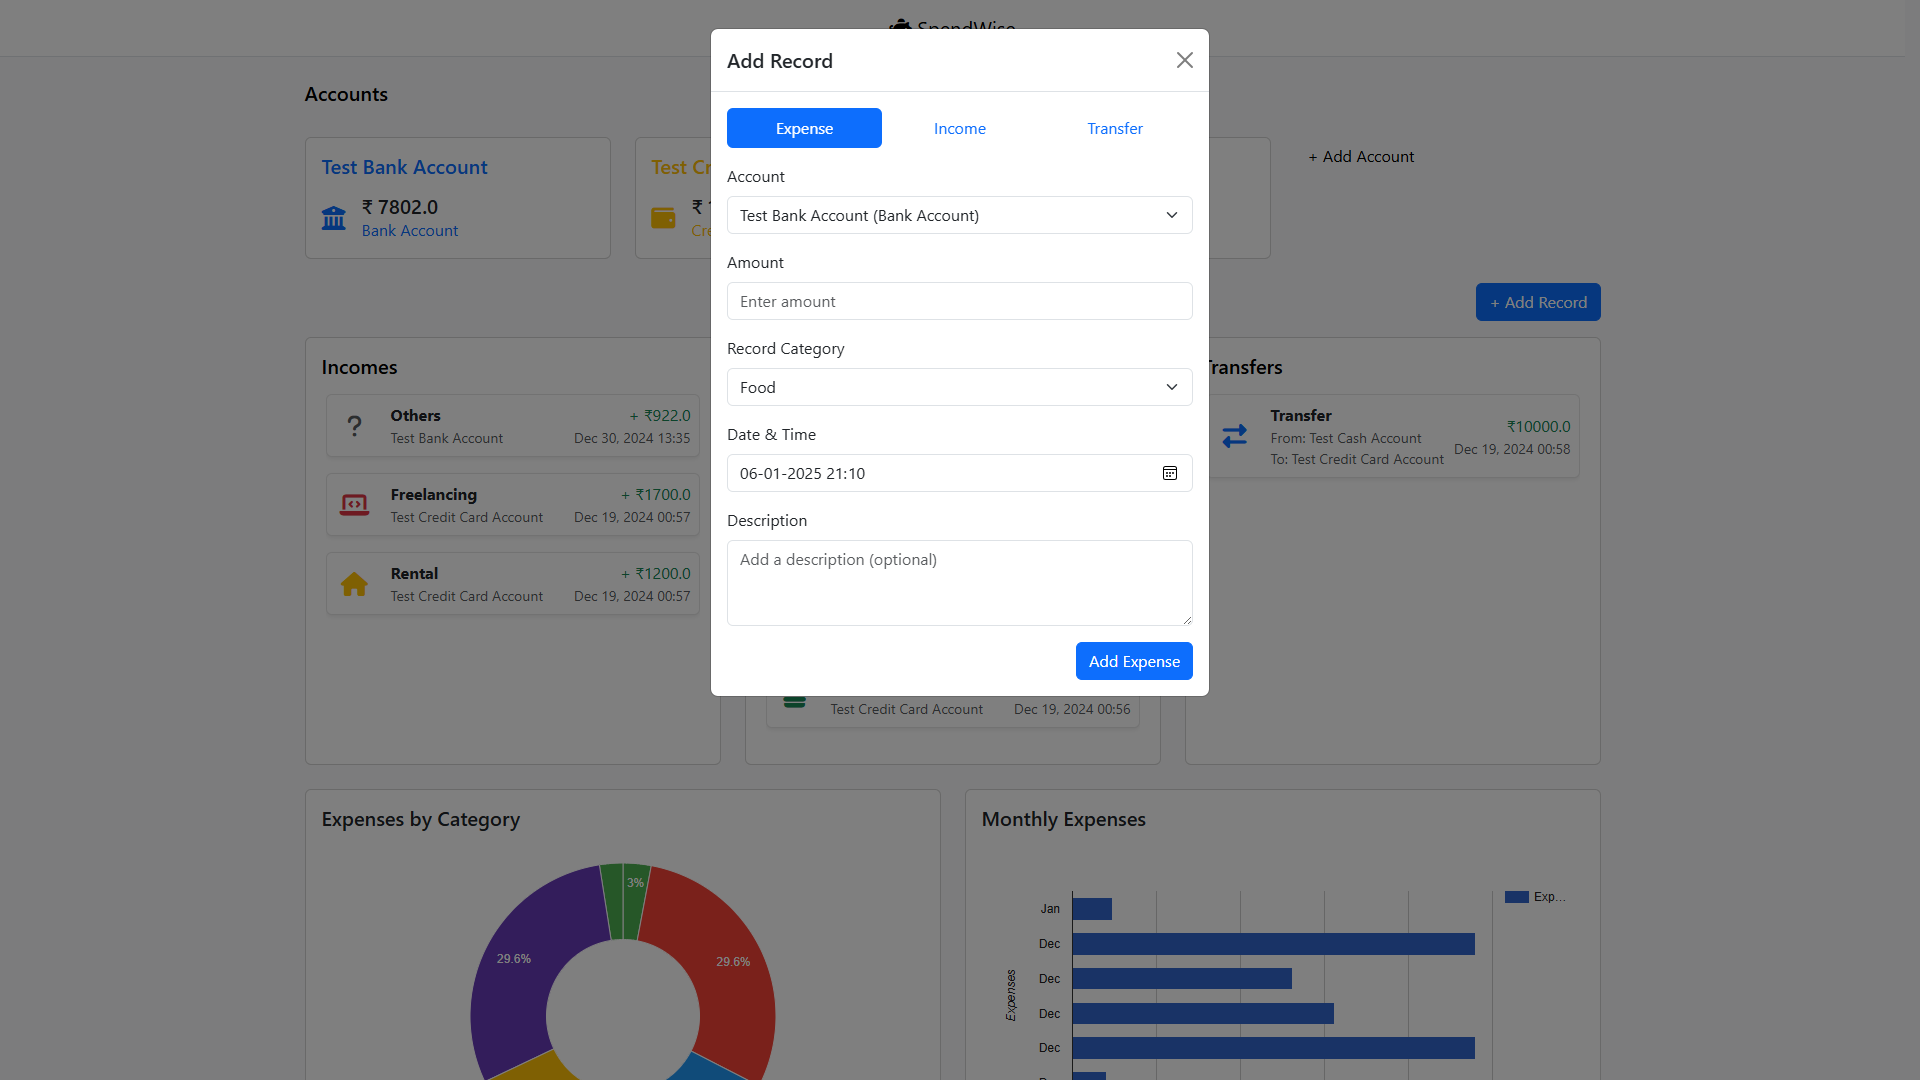 SpendWise
Add Record
Expense
Income
Transfer
Account
Test Bank Account (Bank Account)
Amount
Enter amount
Record Category
Food
Date & Time
06-01-2025 21:10
Description
Add a description (optional)
Add Expense
Accounts
Test Bank Account
₹ 7802.0
Bank Account
Test Cr
₹
Cre
+ Add Account
+ Add Record
Incomes
Others
+ ₹922.0
Test Bank Account
Dec 30, 2024 13:35
Freelancing
+ ₹1700.0
Test Credit Card Account
Dec 19, 2024 00:57
Rental
+ ₹1200.0
Test Credit Card Account
Dec 19, 2024 00:57
Test Credit Card Account
Dec 19, 2024 00:56
Transfers
Transfer
₹10000.0
From: Test Cash Account
Dec 19, 2024 00:58
To: Test Credit Card Account
Expenses by Category
3%
29.6%
29.6%
Monthly Expenses
Exp...
Expenses
Jan
Dec
Dec
Dec
Dec